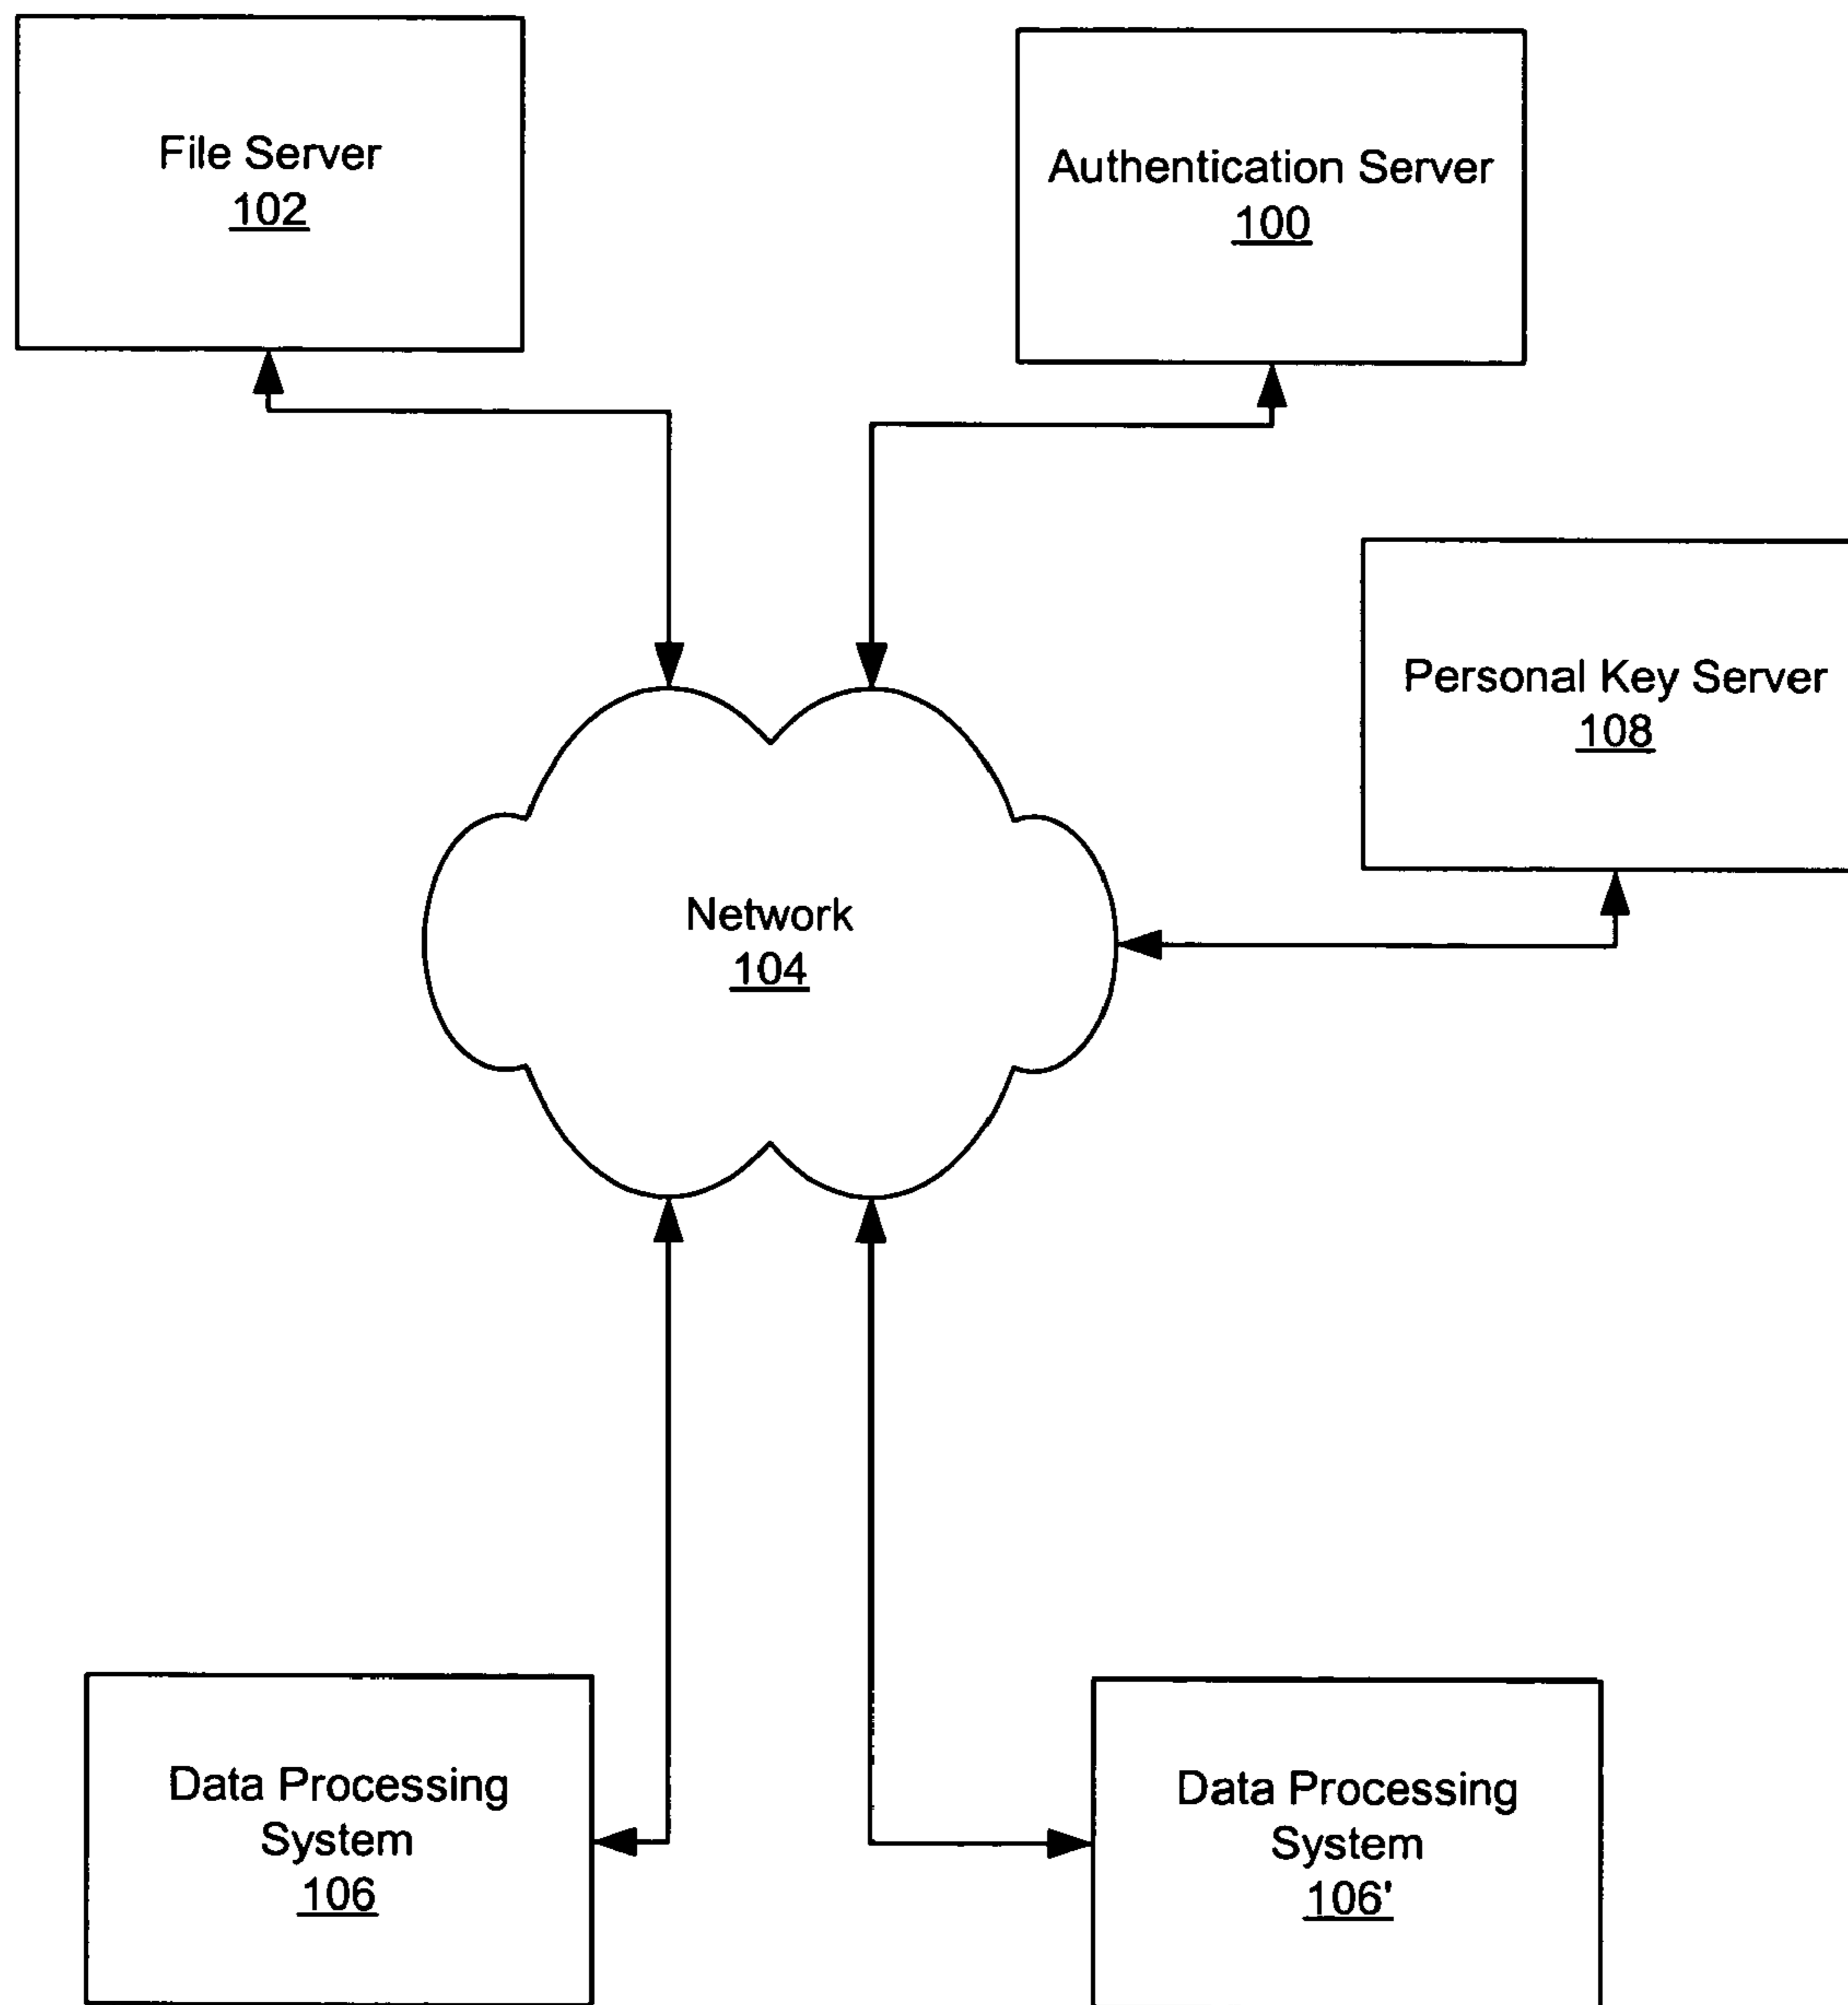 File Server
102
Authentication Server
100
Personal Key Server
108
Network
104
Data Processing
System
106
Data Processing
System
106'